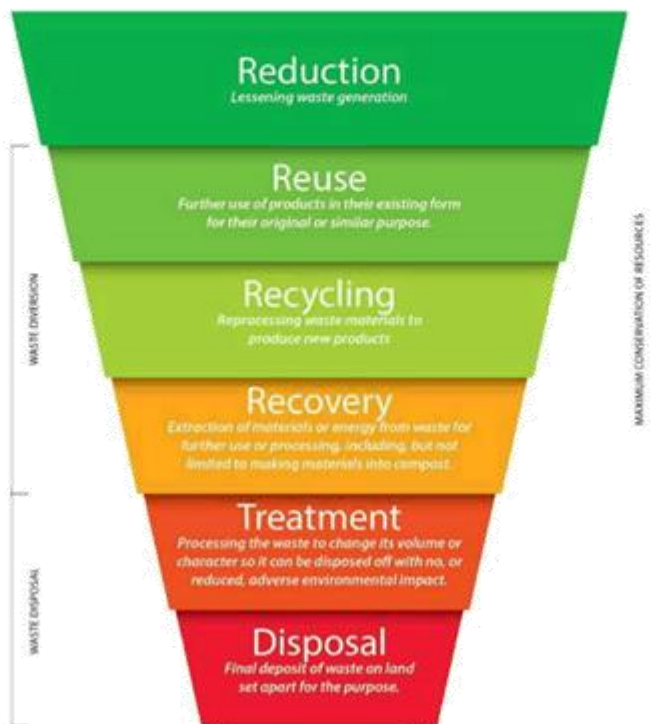 Reduction
Lessening waste generation
Reuse
Further use of products in their existing form
for their original or similar purpose.
Recycling
Reprocessing waste materials to
produce new products
Recovery
Extraction of materials or energy from waste for
further use or processing, including, but not
limited to making materials into compost.
Treatment
Processing the waste to change its volume or
character so it can be disposed off with no, or
reduced, adverse environmental impact.
Disposal
Final deposit of waste on land
set apart for the purpose.
WASTE DIVERSION
WASTE DISPOSAL
MAXIMUM CONSERVATION OF RESOURCES